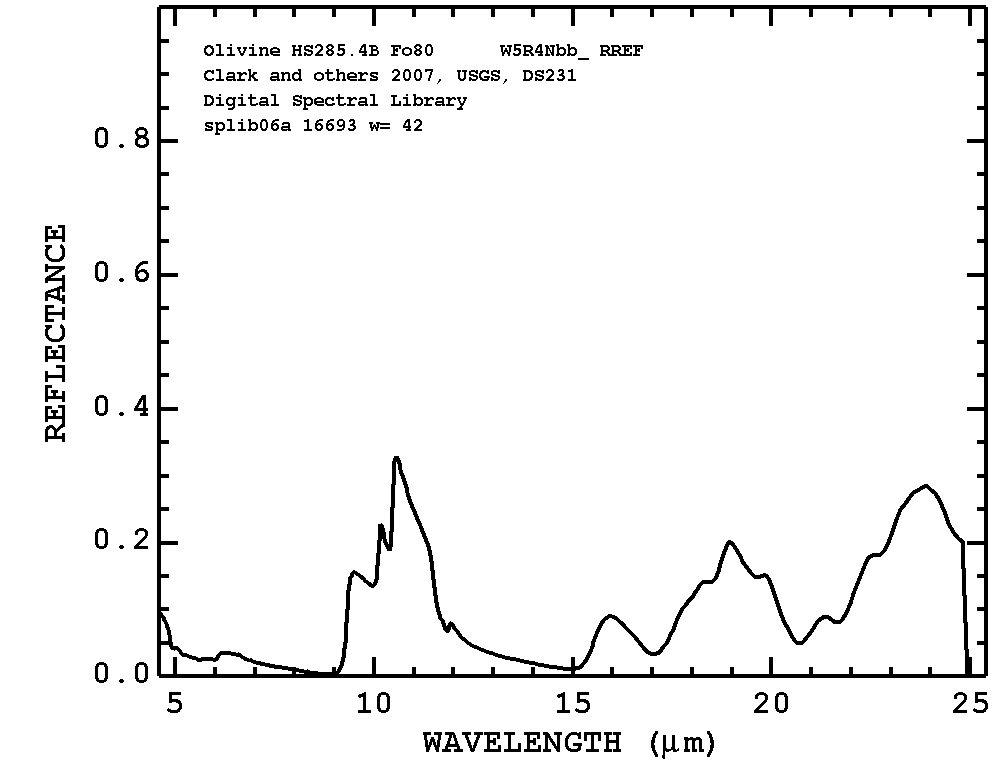 Olivine HS285.4B Fo80 W5R4Nbb_ RREF
Clark and others 2007, USGS, DS231
Digital Spectral Library
splib06a 16693 w= 42
0.8
0.6
0.4
0.2
0.0
REFLECTANCE
5 10 15 20 25
WAVELENGTH (μm)